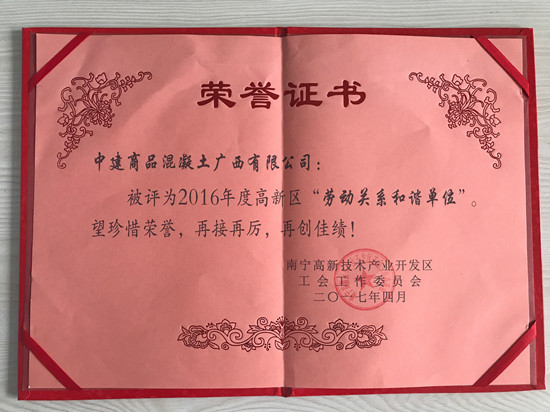 荣誉证书
中建商品混凝土广西有限公司：
被评为2016年度高新区“劳动关系和谐单位”。
望珍惜荣誉，再接再厉，再创佳绩！
南宁高新技术产业开发区
工会工作委员会
二〇一七年四月